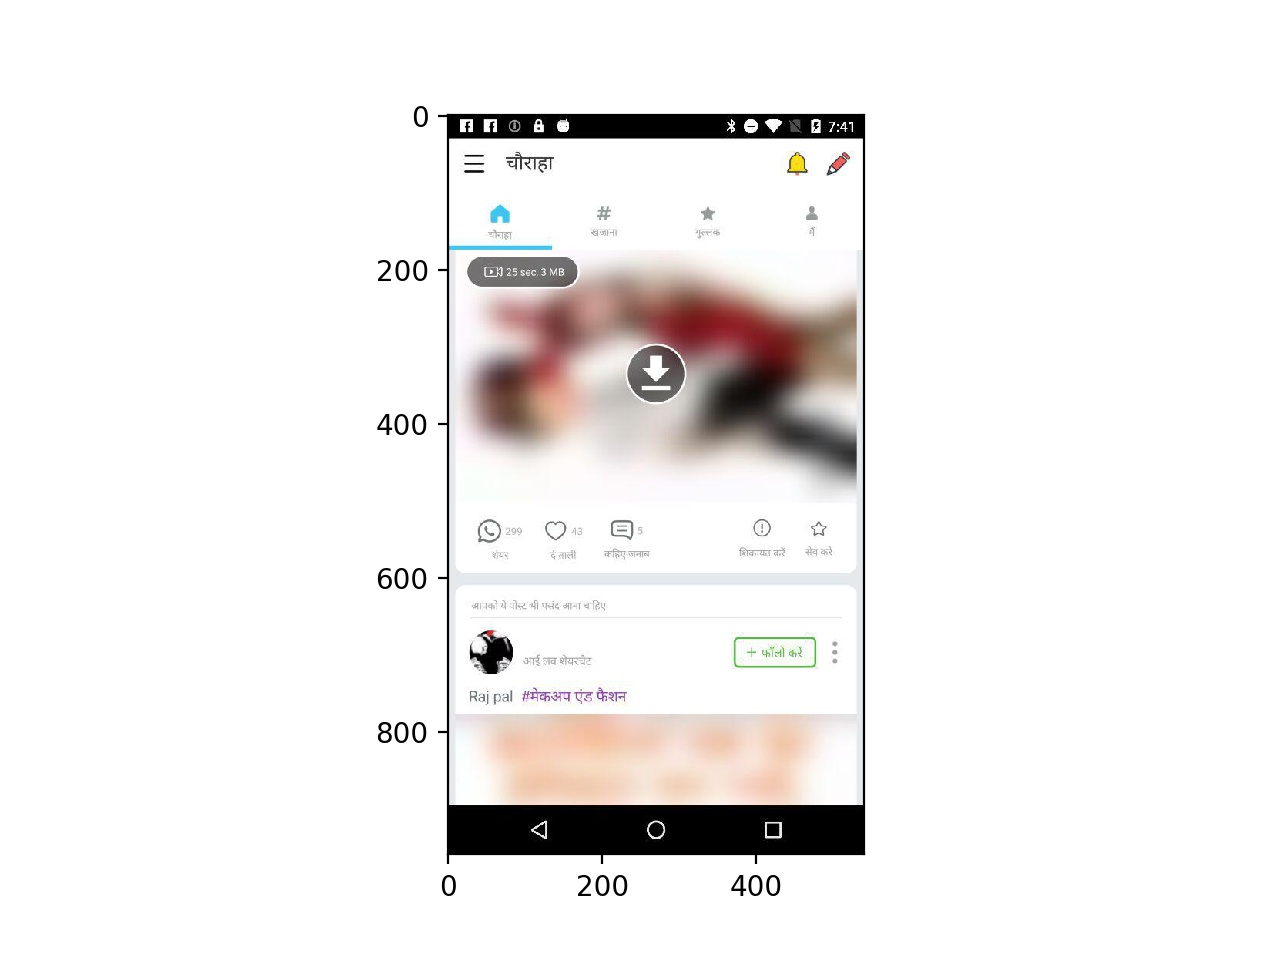 0
200
400
600
800
0
200
400
7:41
चौराहा
चौराहा
#
खजाना
गुल्लक
में
25 sec, 3 MB
299
43
5
शेयर
दे ताली
कहिए जनाब
शिकायत करें
सेव करें
आपको ये पोस्ट भी पसंद आना चाहिए
आई लव शेयरचैट
+ फॉलो करें
Raj pal #मेकअप एंड फैशन